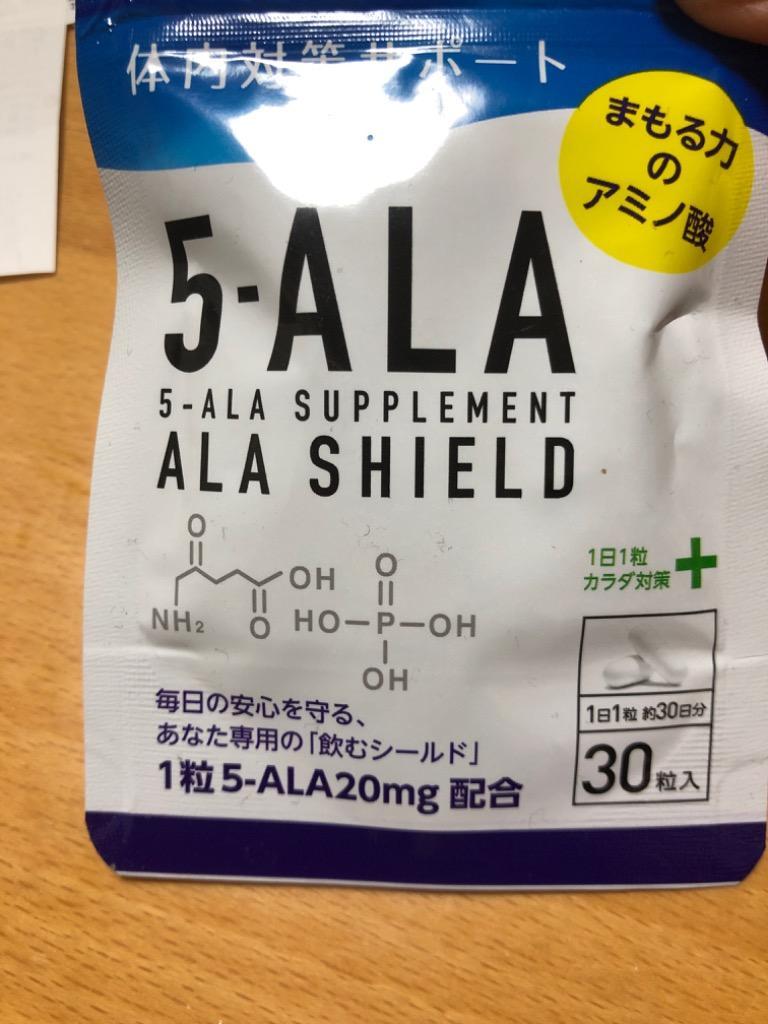 体内対策サポート
まもる力
の
アミノ酸
5-ALA
5-ALA SUPPLEMENT
ALA SHIELD
O
OH
NH₂
O
O
HO-P-OH
OH
1日1粒
カラダ対策
毎日の安心を守る、
あなた専用の「飲むシールド」
1粒5-ALA20mg 配合
1日1粒 約30日分
30粒入